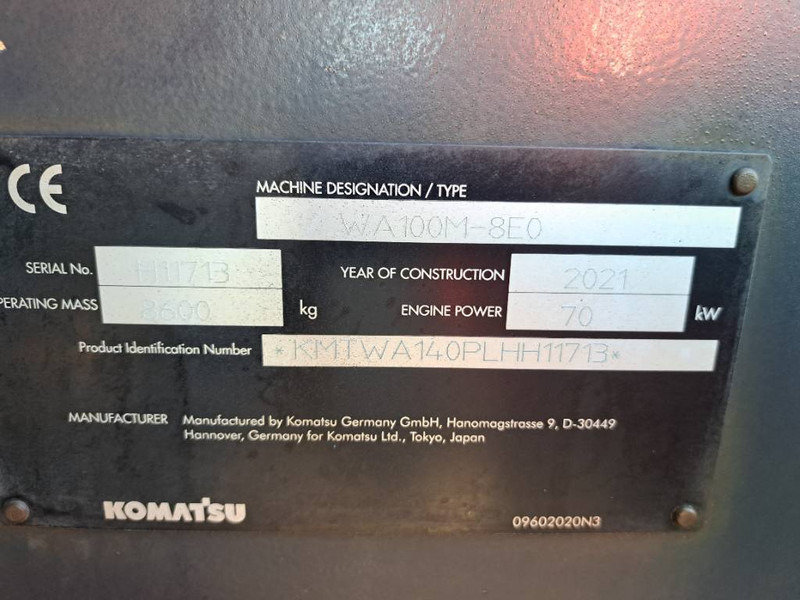 CE
MACHINE DESIGNATION / TYPE
WA100M-8E0
SERIAL No. H11713 YEAR OF CONSTRUCTION 2021
PERATING MASS 8600 kg ENGINE POWER 70 kW
Product Identification Number *KMTWA140PLHH11713*
MANUFACTURER Manufactured by Komatsu Germany GmbH, Hanomagstrasse 9, D-30449
Hannover, Germany for Komatsu Ltd., Tokyo, Japan
KOMATSU 09602020N3